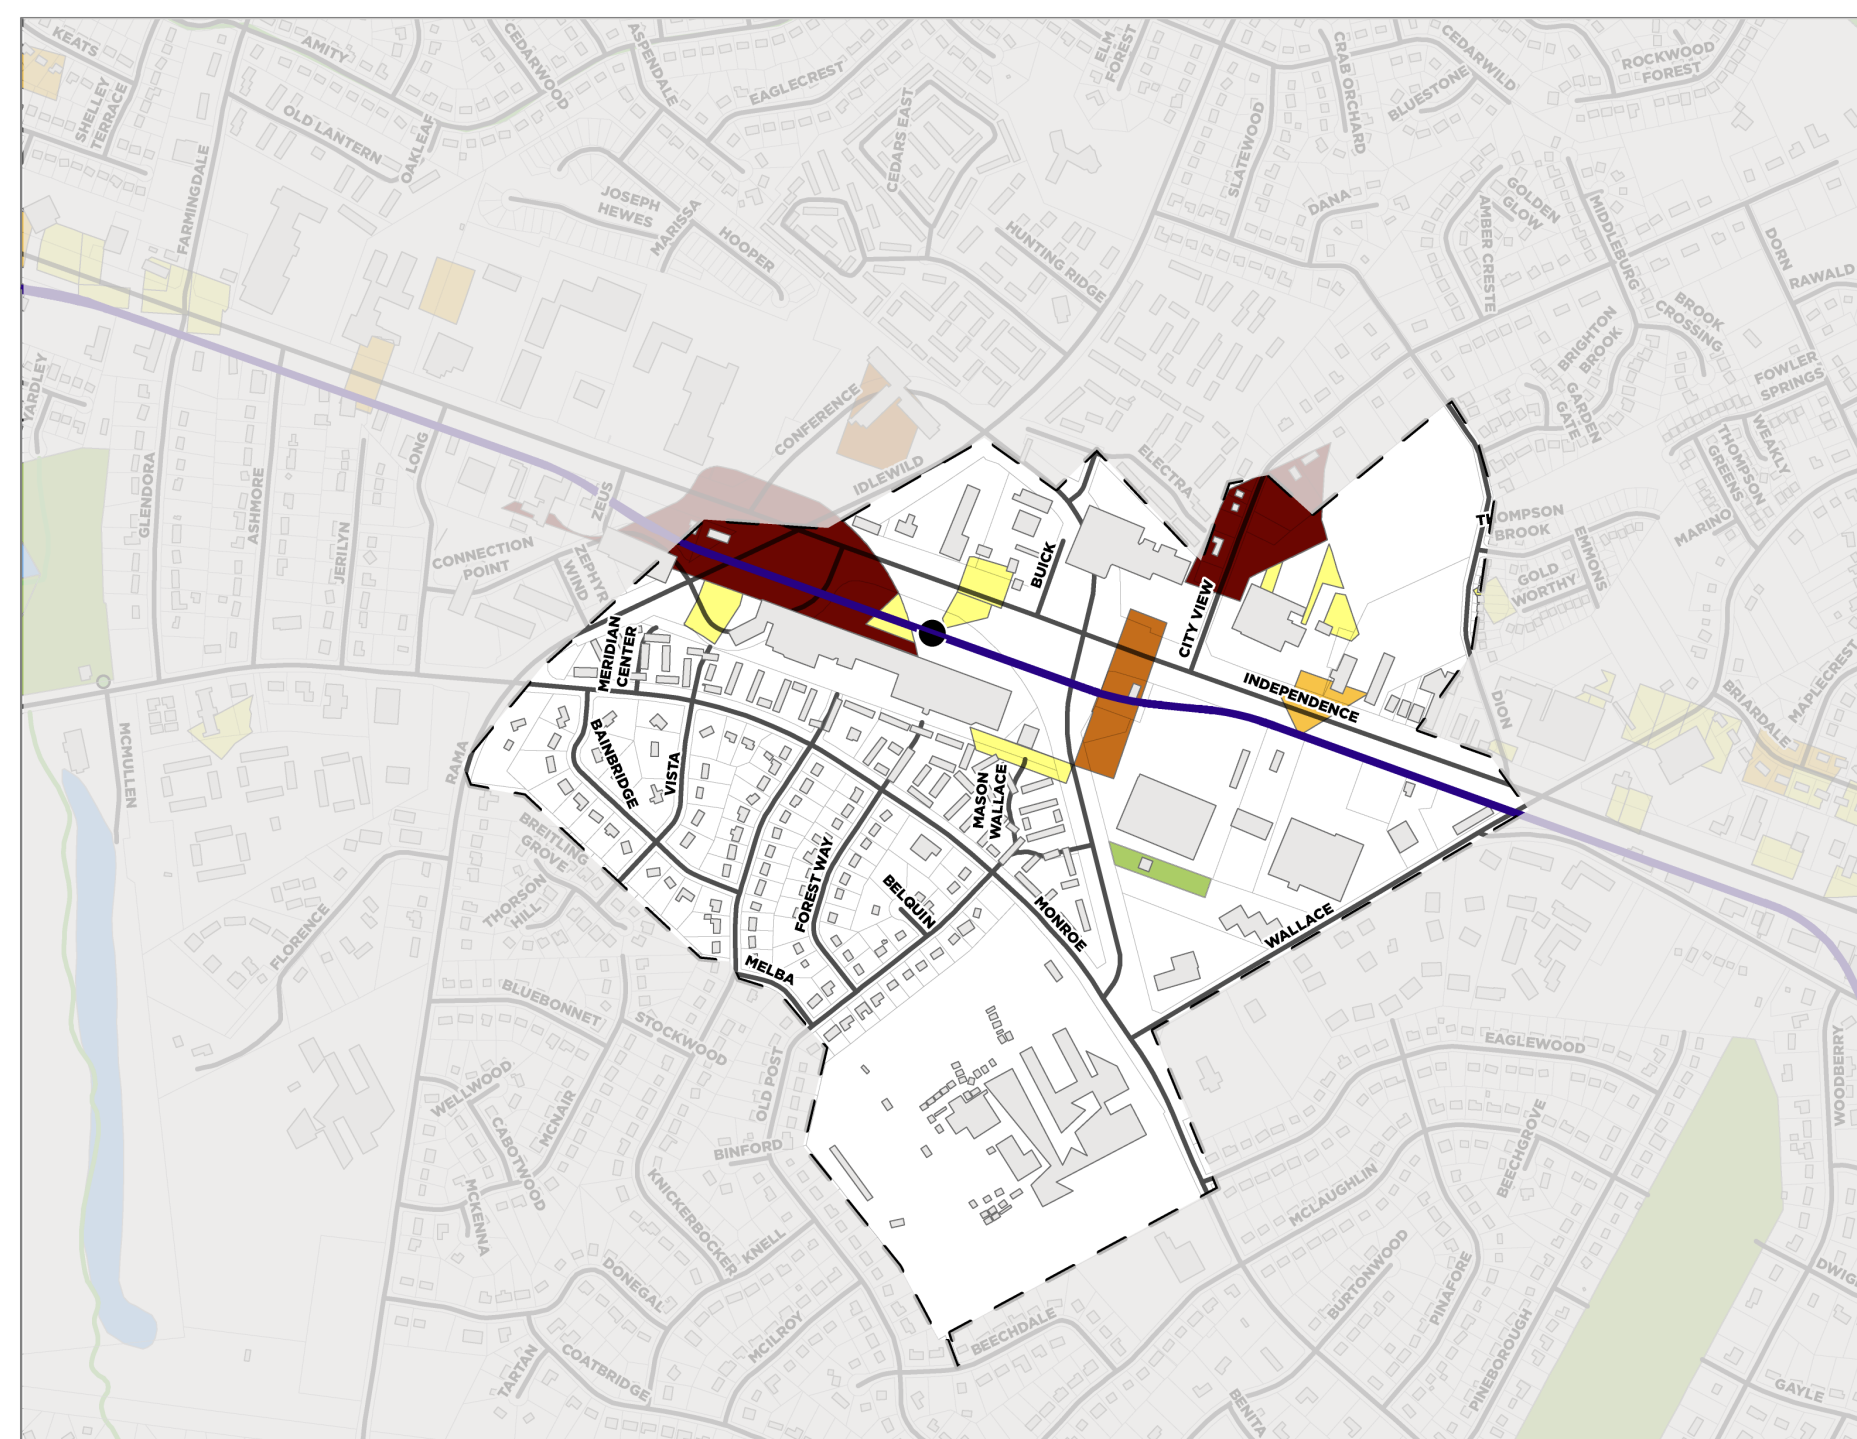 KEATS
AMITY
CEDARWOOD
ASPENDALE
EAGLECREST
ELM
FOREST
CRAB ORCHARD
BLUESTONE
CEDARWILD
ROCKWOOD
FOREST
SHELLEY
TERRACE
OLD LANTERN
OAKLEAF
CEDARS EAST
SLATEWOOD
FARMINGDALE
JOSEPH
HEWES
MARISSA
HOOPER
HUNTING RIDGE
DANA
AMBER CRESTE
GOLDEN
GLOW
MIDDLEBURG
DORN
RAWALD
BROOK
CROSSING
BRIGHTON
BROOK
FOWLER
SPRINGS
YARDLEY
GLENDORA
ASHMORE
JERILYN
LONG
CONFERENCE
IDLEWILD
ELECTRA
GARDEN
GATE
THOMPSON
GREENS
WEAKLY
MARINO
ZEUS
CONNECTION
POINT
ZEPHYR
WIND
BUICK
CITY VIEW
TH
OMPSON
BROOK
EMMONS
GOLD
WORTHY
MERIDIAN
CENTER
INDEPENDENCE
DION
BRIARDALE
MAPLECREST
MCMULLEN
RAMA
BAINBRIDGE
VISTA
MASON
WALLACE
BREITLING
GROVE
THORSON
HILL
FLORENCE
FOREST WAY
BELQUIN
MONROE
WALLACE
MELBA
BLUEBONNET
STOCKWOOD
OLD POST
EAGLEWOOD
WOODBERRY
WELLWOOD
CABOTWOOD
MCNAIR
BINFORD
BEECHGROVE
MCKENNA
KNICKERBOCKER
KNELL
MCLAUGHLIN
BURTONWOOD
PINAFORE
DWIG
DONEGAL
MCILROY
BEECHDALE
PINEBOROUGH
TARTAN
COATBRIDGE
BENITA
GAYLE